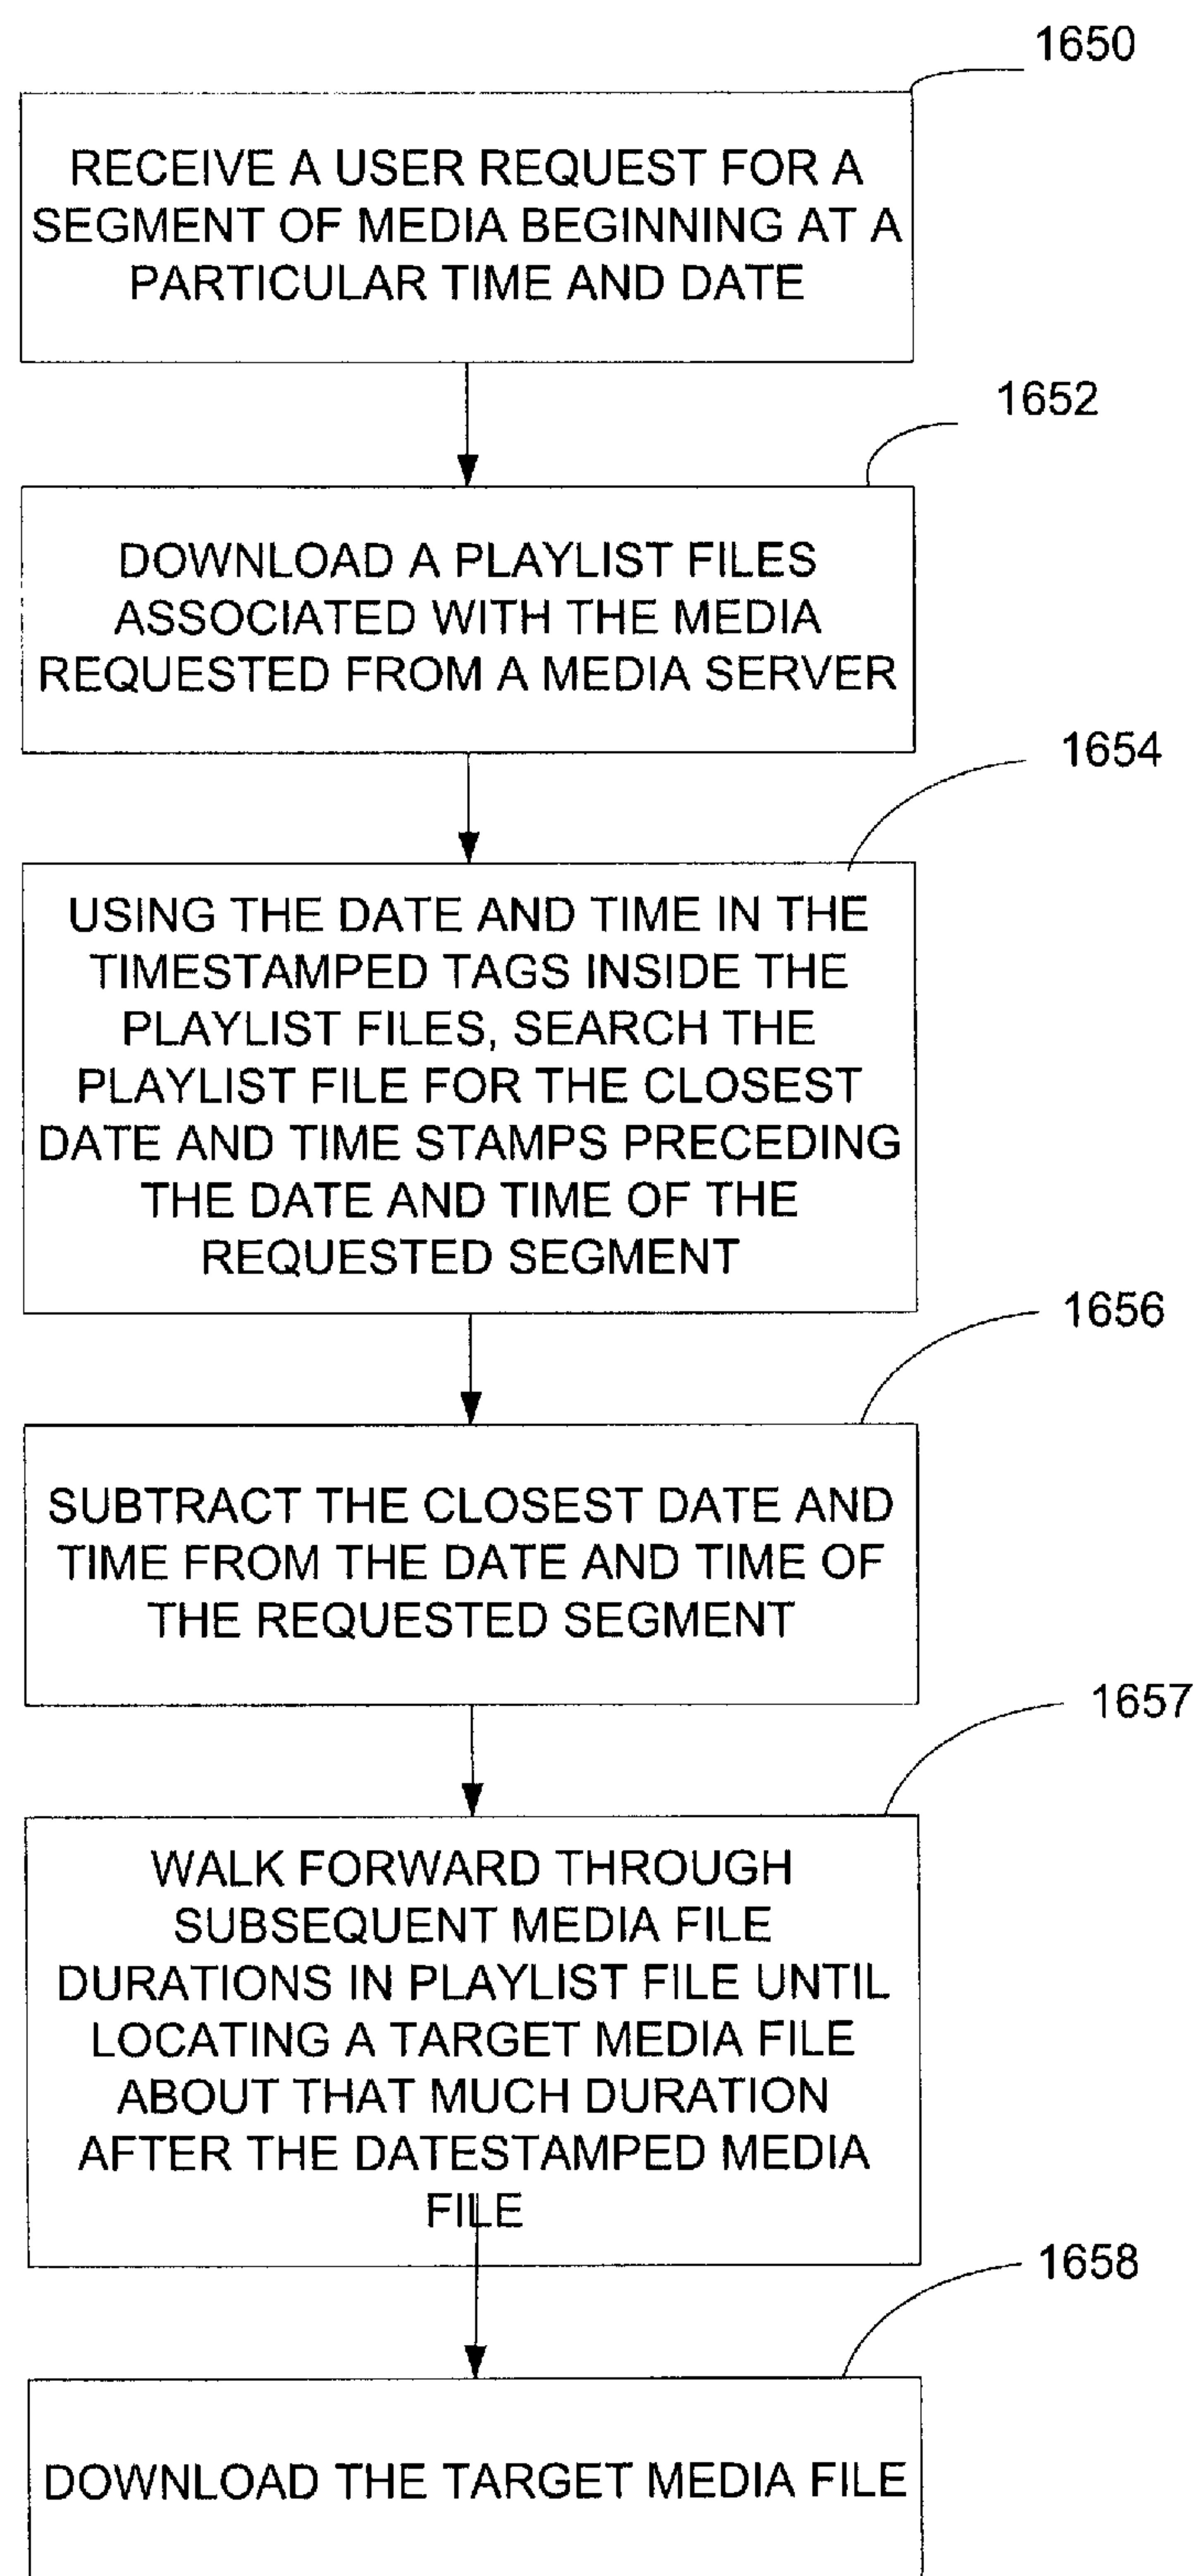 1650
RECEIVE A USER REQUEST FOR A
SEGMENT OF MEDIA BEGINNING AT A
PARTICULAR TIME AND DATE
1652
DOWNLOAD A PLAYLIST FILES
ASSOCIATED WITH THE MEDIA
REQUESTED FROM A MEDIA SERVER
1654
USING THE DATE AND TIME IN THE
TIMESTAMPED TAGS INSIDE THE
PLAYLIST FILES, SEARCH THE
PLAYLIST FILE FOR THE CLOSEST
DATE AND TIME STAMPS PRECEDING
THE DATE AND TIME OF THE
REQUESTED SEGMENT
1656
SUBTRACT THE CLOSEST DATE AND
TIME FROM THE DATE AND TIME OF
THE REQUESTED SEGMENT
1657
WALK FORWARD THROUGH
SUBSEQUENT MEDIA FILE
DURATIONS IN PLAYLIST FILE UNTIL
LOCATING A TARGET MEDIA FILE
ABOUT THAT MUCH DURATION
AFTER THE DATESTAMPED MEDIA
FILE
1658
DOWNLOAD THE TARGET MEDIA FILE